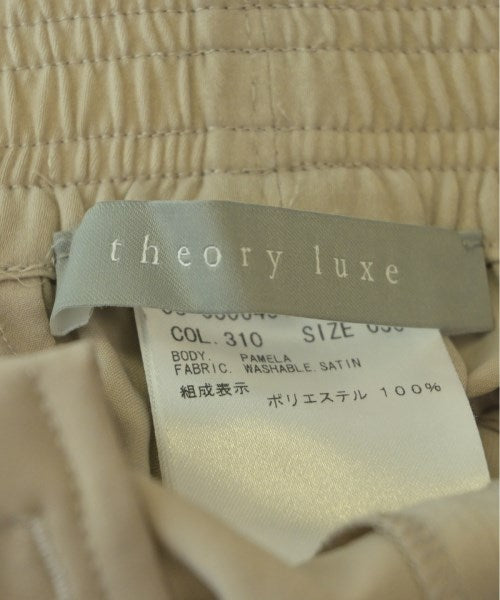 theory luxe
COL. 310 SIZE
BODY. PAMELA
FABRIC. WASHABLE.SATIN
組成表示 ポリエステル 100%